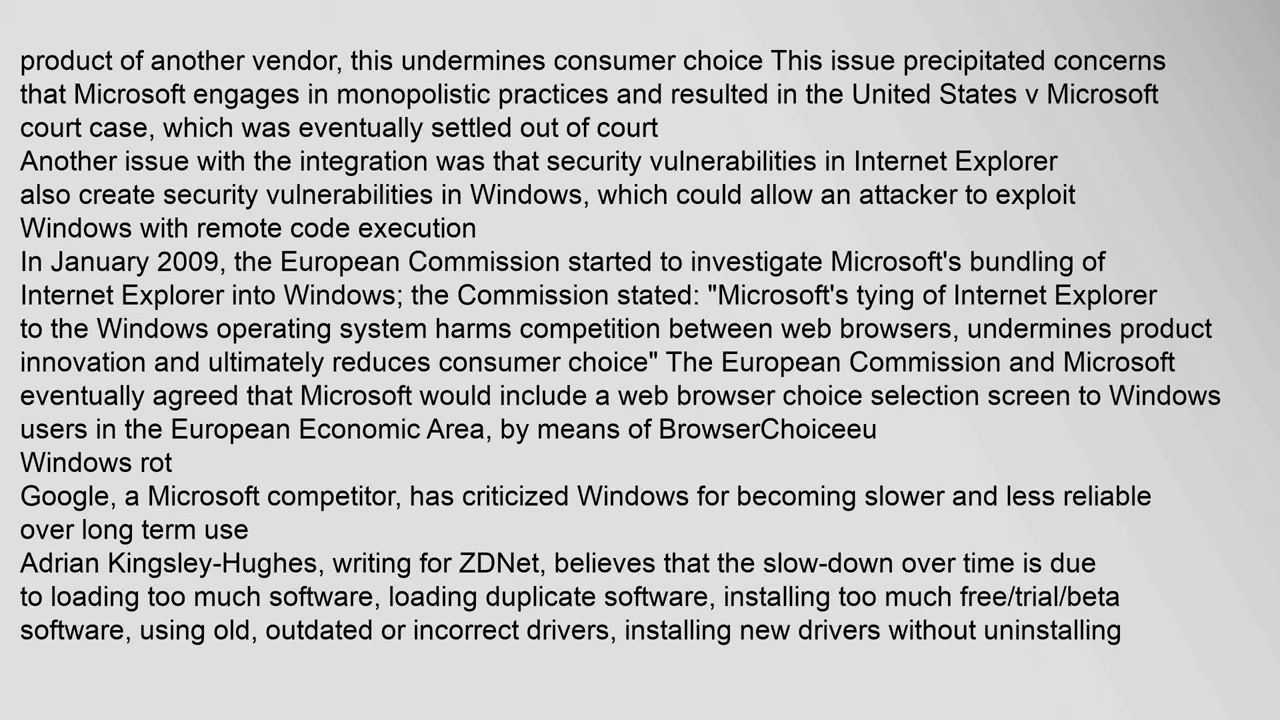 product of another vendor, this undermines consumer choice This issue precipitated concerns
that Microsoft engages in monopolistic practices and resulted in the United States v Microsoft
court case, which was eventually settled out of court
Another issue with the integration was that security vulnerabilities in Internet Explorer
also create security vulnerabilities in Windows, which could allow an attacker to exploit
Windows with remote code execution
In January 2009, the European Commission started to investigate Microsoft's bundling of
Internet Explorer into Windows; the Commission stated: "Microsoft's tying of Internet Explorer
to the Windows operating system harms competition between web browsers, undermines product
innovation and ultimately reduces consumer choice" The European Commission and Microsoft
eventually agreed that Microsoft would include a web browser choice selection screen to Windows
users in the European Economic Area, by means of BrowserChoiceeu
Windows rot
Google, a Microsoft competitor, has criticized Windows for becoming slower and less reliable
over long term use
Adrian Kingsley-Hughes, writing for ZDNet, believes that the slow-down over time is due
to loading too much software, loading duplicate software, installing too much free/trial/beta
software, using old, outdated or incorrect drivers, installing new drivers without uninstalling